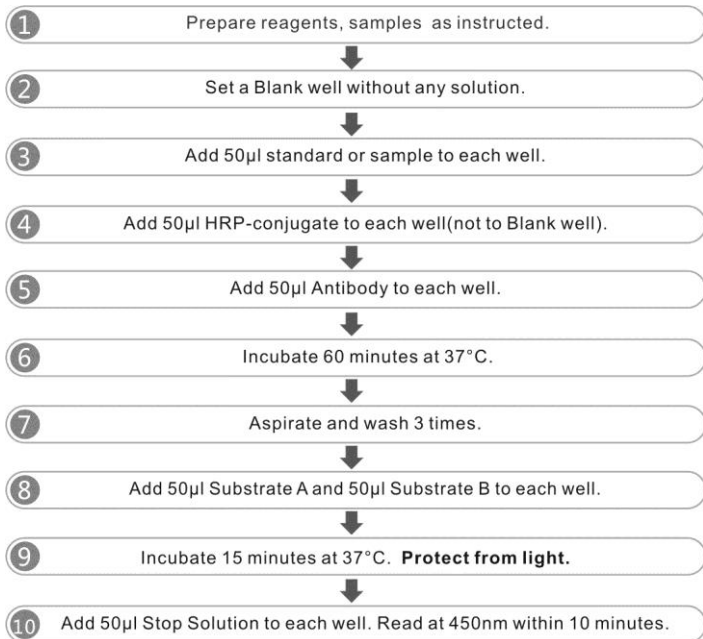 1 Prepare reagents, samples as instructed.
2 Set a Blank well without any solution.
3 Add 50µl standard or sample to each well.
4 Add 50µl HRP-conjugate to each well(not to Blank well).
5 Add 50µl Antibody to each well.
6 Incubate 60 minutes at 37°C.
7 Aspirate and wash 3 times.
8 Add 50µl Substrate A and 50µl Substrate B to each well.
9 Incubate 15 minutes at 37°C. Protect from light.
10 Add 50µl Stop Solution to each well. Read at 450nm within 10 minutes.